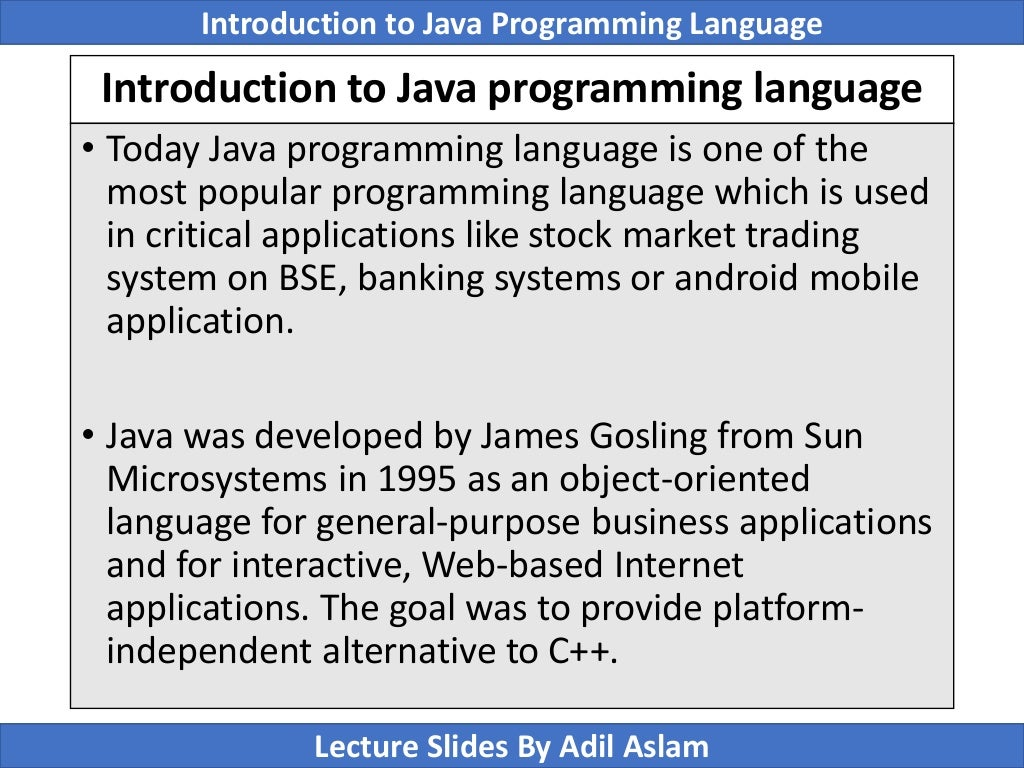 Introduction to Java Programming Language
Introduction to Java programming language
• Today Java programming language is one of the
most popular programming language which is used
in critical applications like stock market trading
system on BSE, banking systems or android mobile
application.
• Java was developed by James Gosling from Sun
Microsystems in 1995 as an object-oriented
language for general-purpose business applications
and for interactive, Web-based Internet
applications. The goal was to provide platform-
independent alternative to C++.
Lecture Slides By Adil Aslam